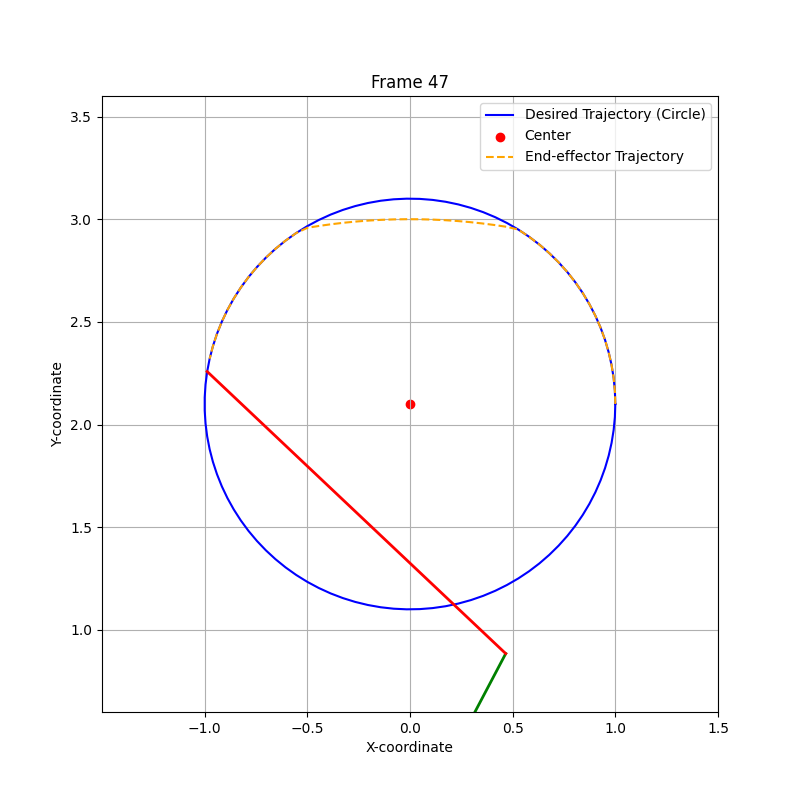 Frame 47
Desired Trajectory (Circle)
Center
End-effector Trajectory
3.5
3.0
2.5
2.0
1.5
1.0
Y-coordinate
−1.0 −0.5 0.0 0.5 1.0 1.5
X-coordinate